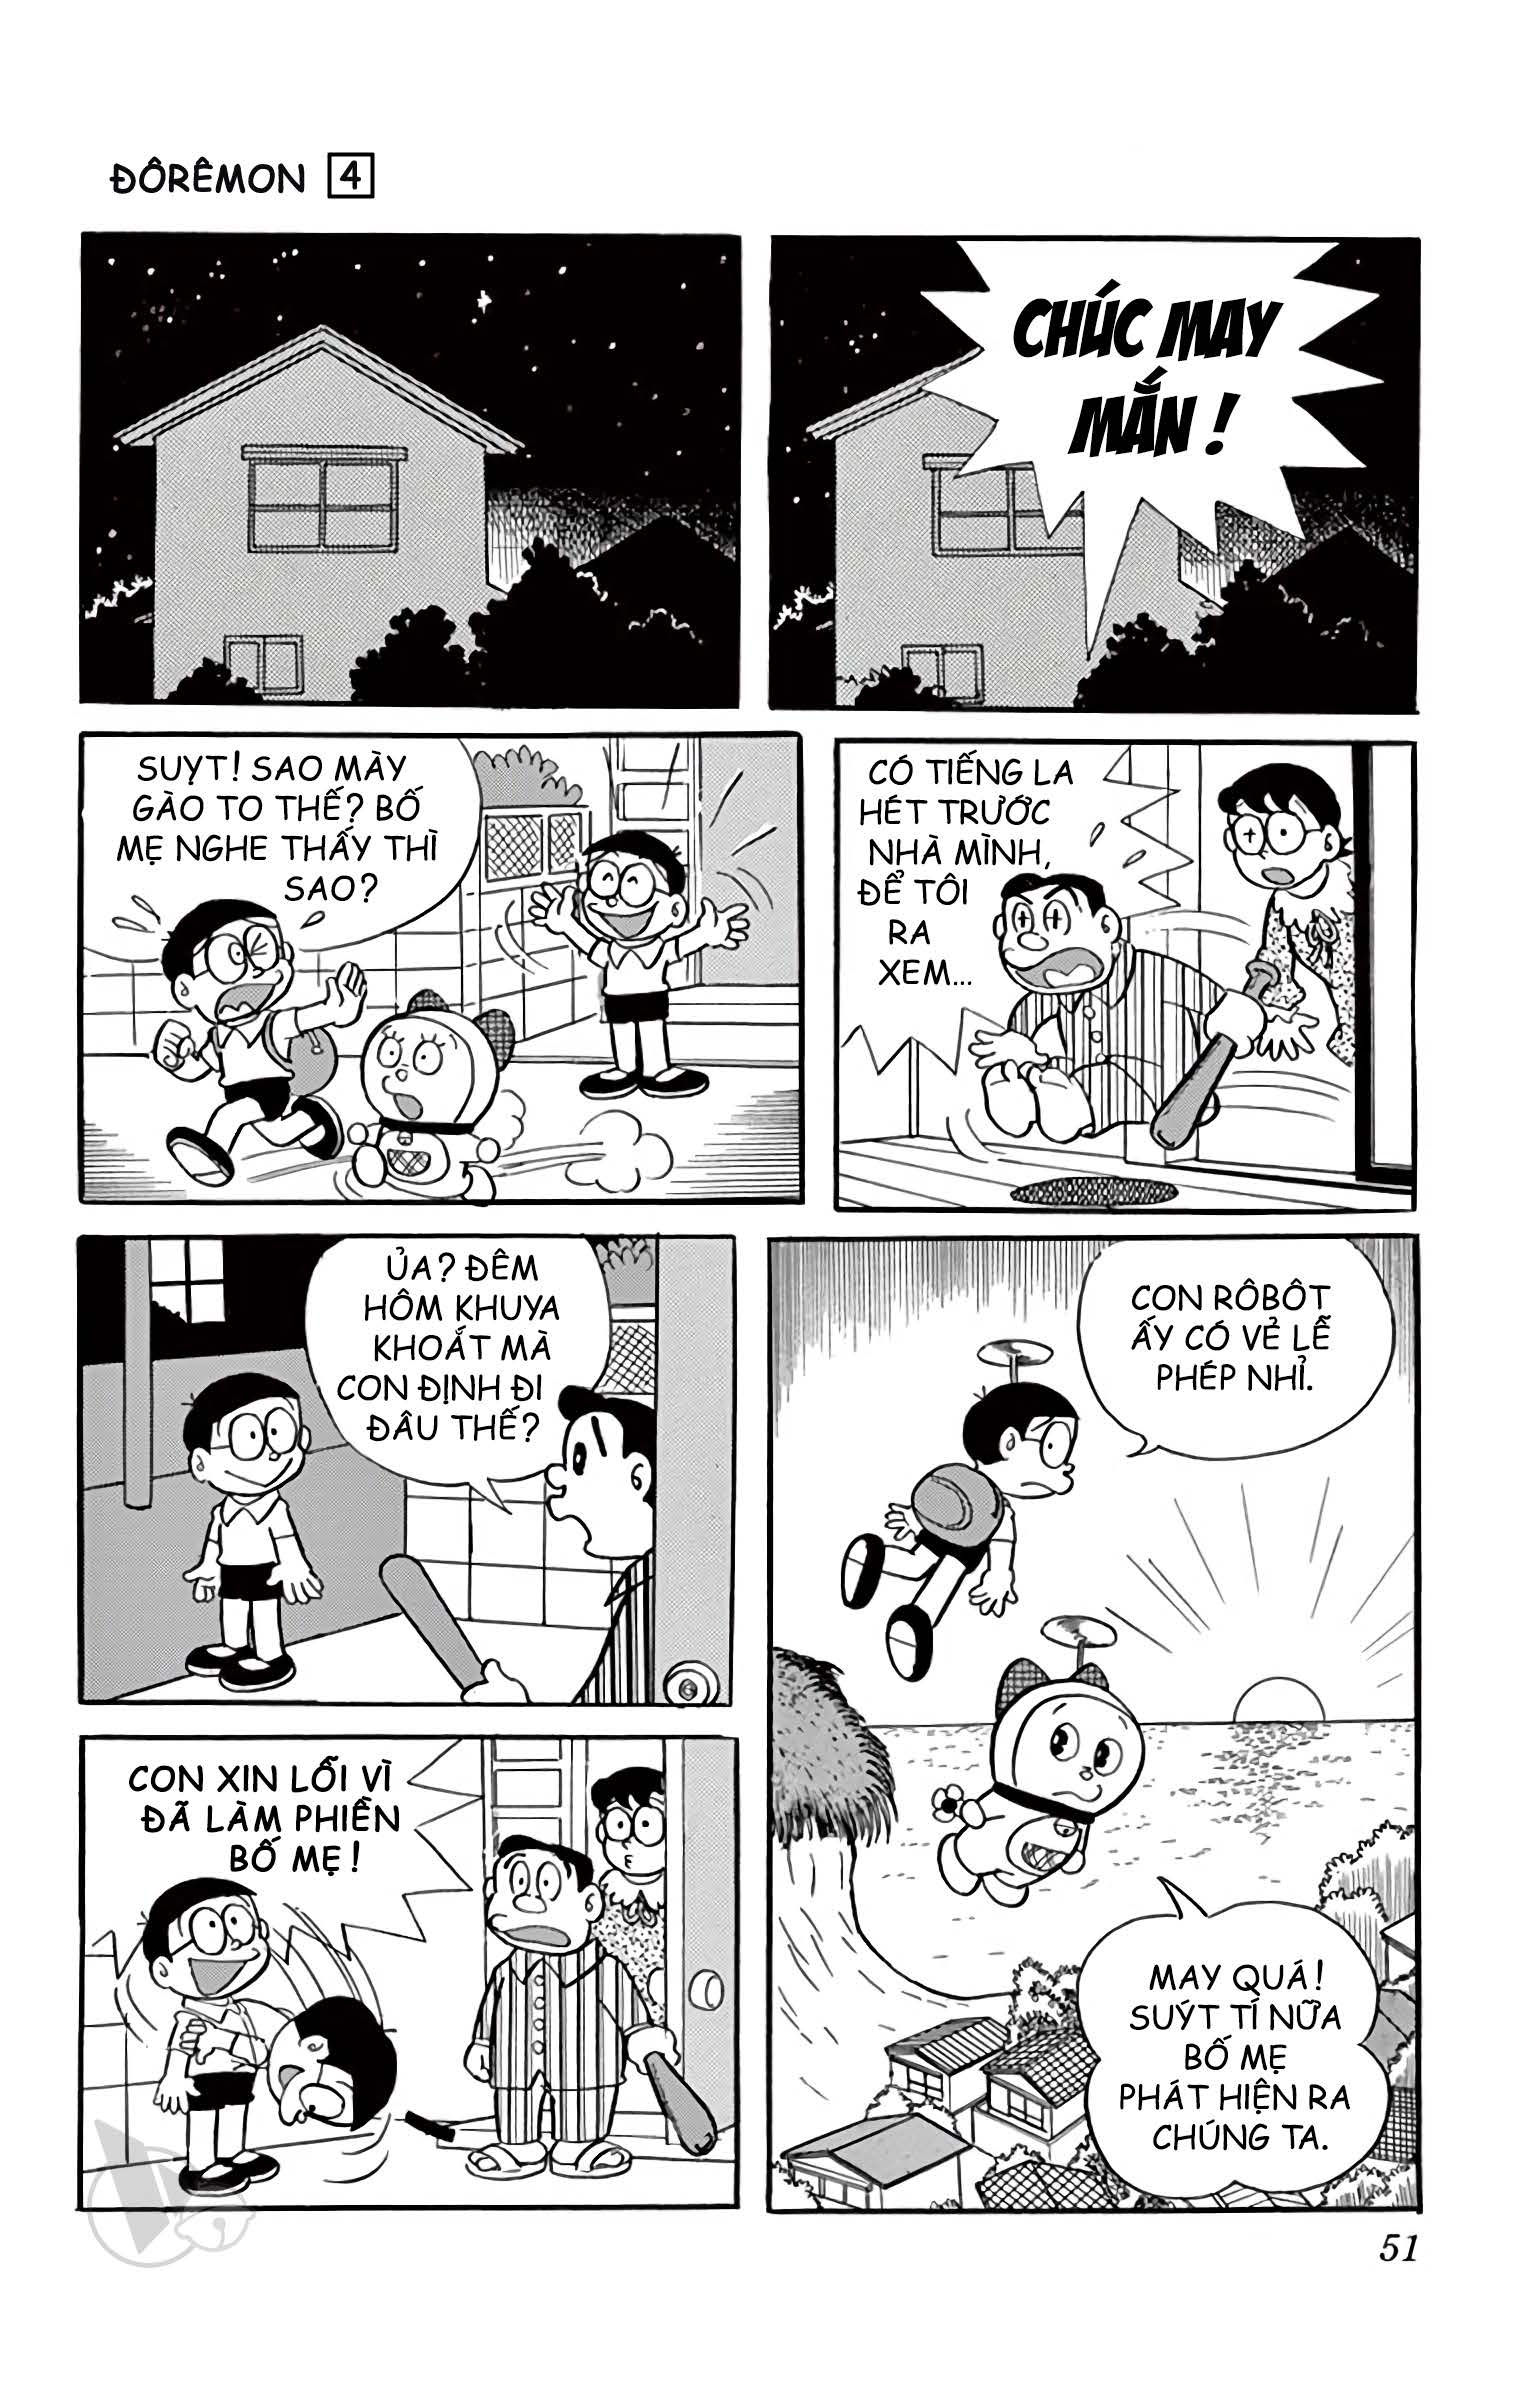 ĐÔRÊMON 4
CHÚC MAY
MẮN !
SUỴT! SAO MÀY
GÀO TO THẾ? BỐ
MẸ NGHE THẤY THÌ
SAO?
CÓ TIẾNG LA
HÉT TRƯỚC
NHÀ MÌNH,
ĐỂ TÔI
RA
XEM...
ỦA? ĐÊM
HÔM KHUYA
KHOẮT MÀ
CON ĐỊNH ĐI
ĐÂU THẾ?
CON XIN LỖI VÌ
ĐÃ LÀM PHIỀN
BỐ MẸ!
CON RÔBÔT
ẤY CÓ VẺ LỄ
PHÉP NHỈ.
MAY QUÁ!
SUÝT TÍ NỮA
BỐ MẸ
PHÁT HIỆN RA
CHÚNG TA.
51